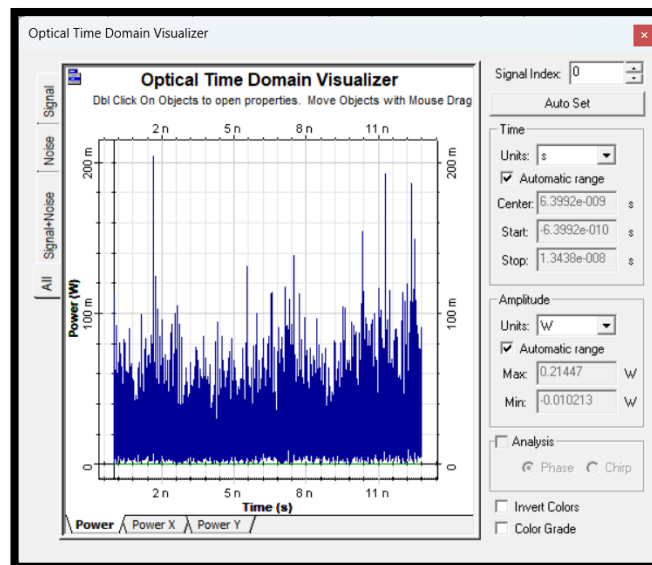 Optical Time Domain Visualizer
Signal Index: 0
Auto Set
Optical Time Domain Visualizer
Dbl Click On Objects to open properties. Move Objects with Mouse Drag
Signal
Noise
Signal+Noise
All
2 n 5 n 8 n 11 n
200 m
100 m
0
Power (W)
200 m
100 m
0
2 n 5 n 8 n 11 n
Time (s)
Power Power X Power Y
Time
Units: s
Automatic range
Center: 6.3992e-009 s
Start: -6.3992e-010 s
Stop: 1.3438e-008 s
Amplitude
Units: W
Automatic range
Max: 0.21447 W
Min: -0.010213 W
Analysis
Phase Chirp
Invert Colors
Color Grade